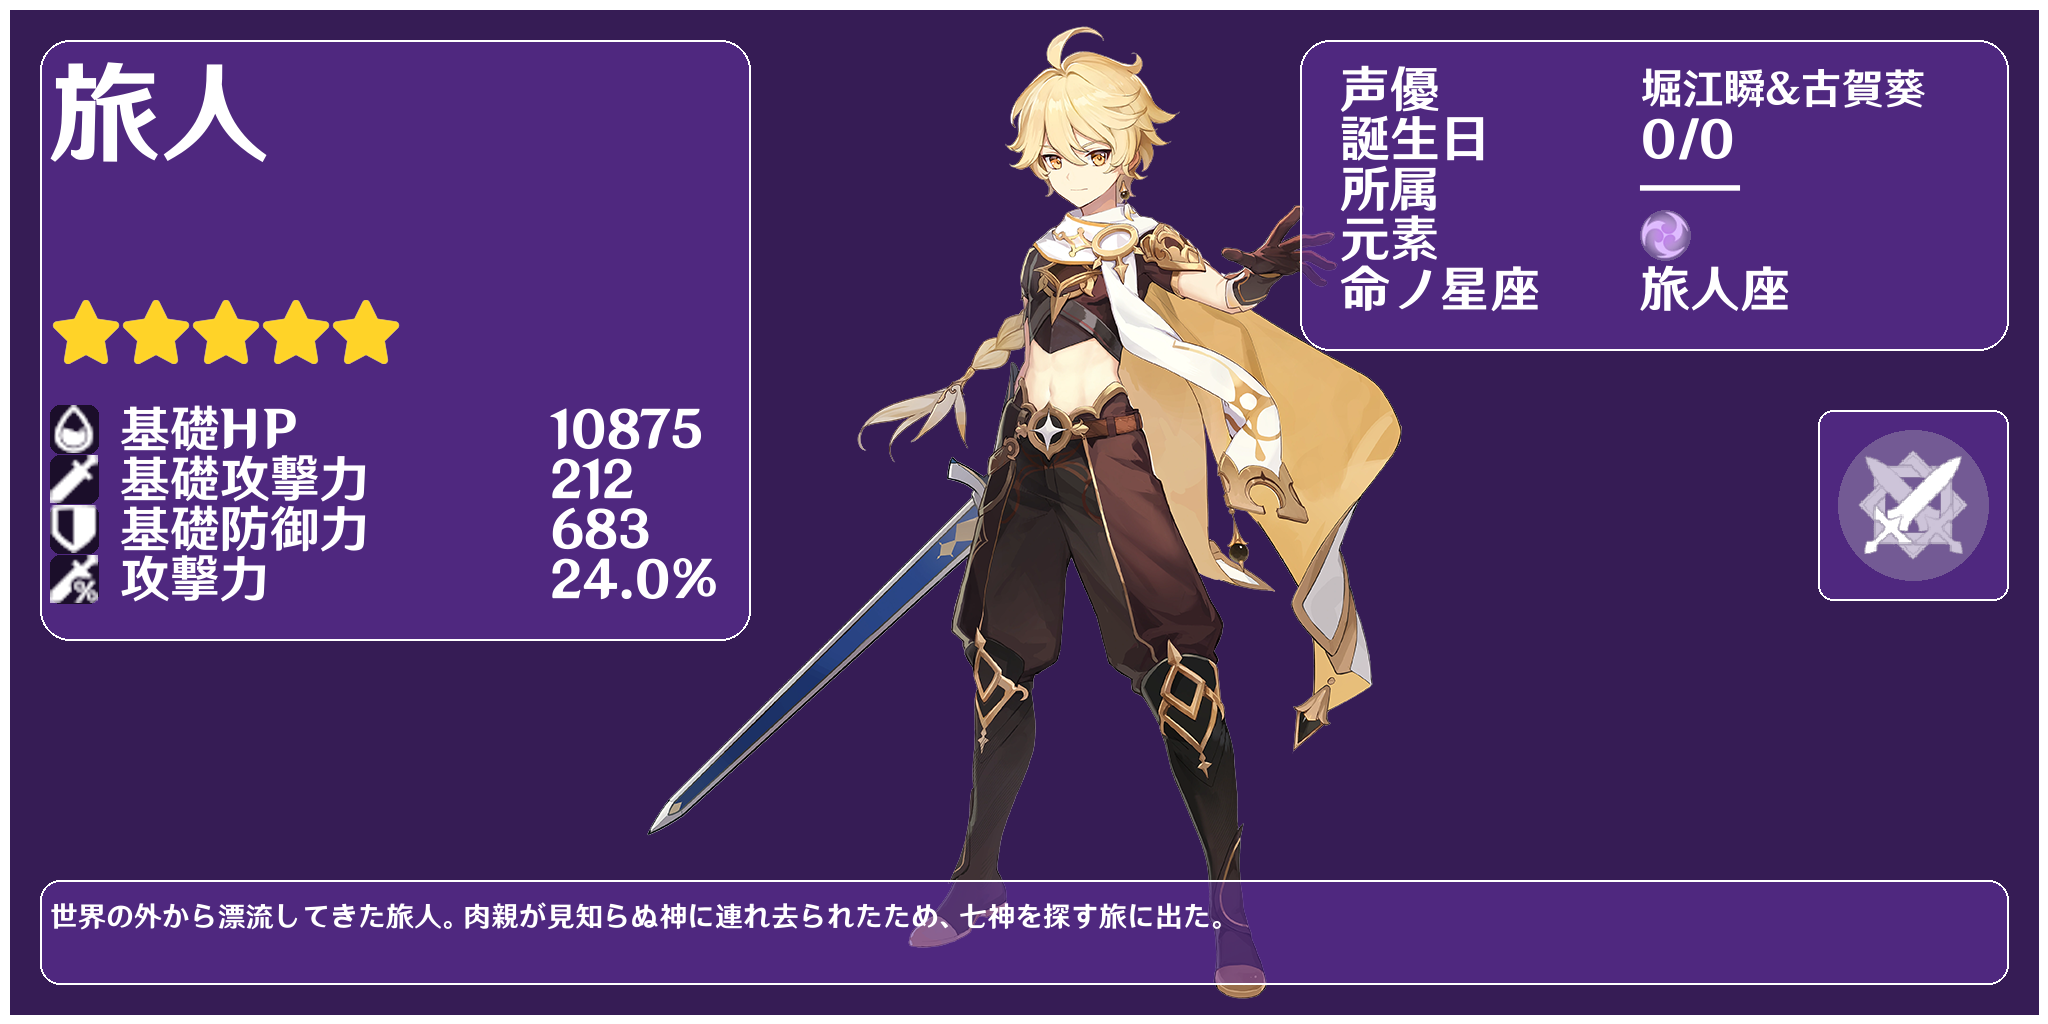 旅人
基礎HP 10875
基礎攻撃力 212
基礎防御力 683
攻撃力 24.0%
声優 堀江瞬&古賀葵
誕生日 0/0
所属 ——
元素
命ノ星座 旅人座
世界の外から漂流してきた旅人。肉親が見知らぬ神に連れ去られたため、七神を探す旅に出た。